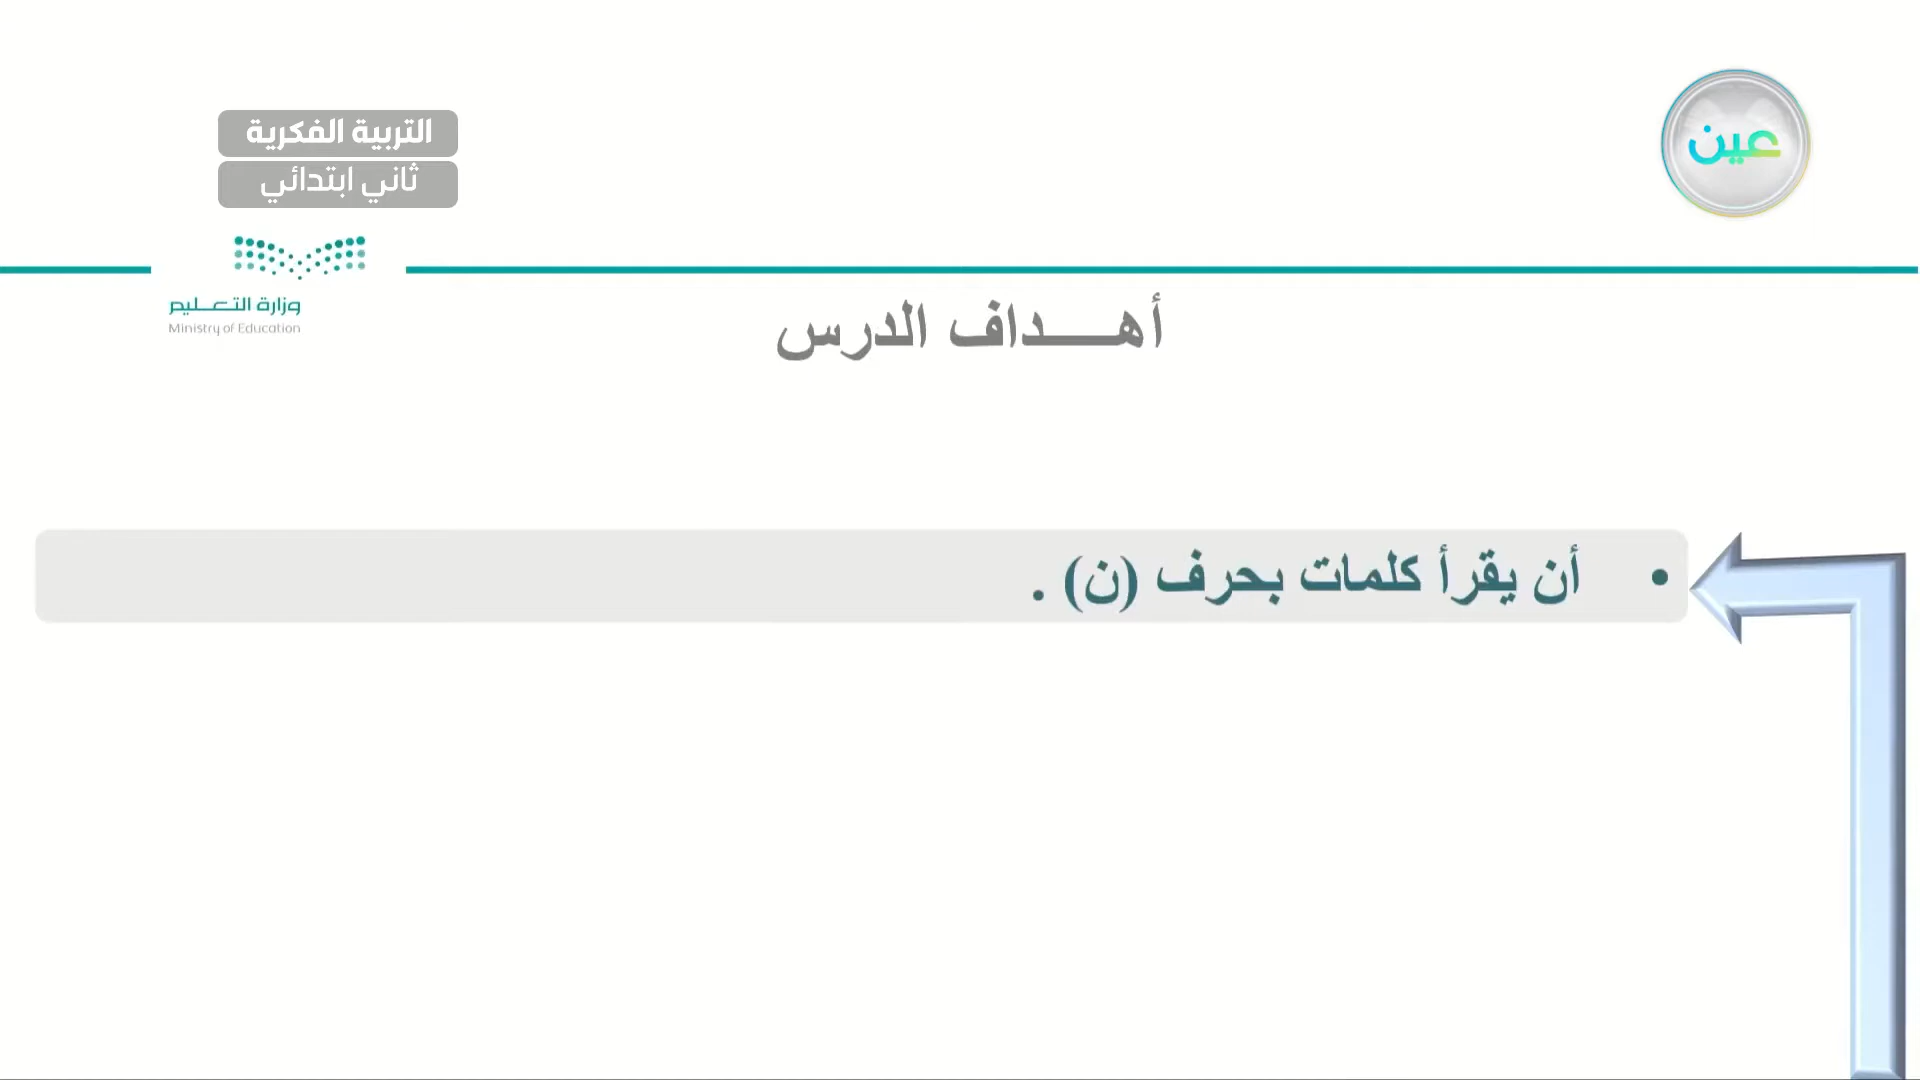 عين
التربية الفكرية
ثاني ابتدائي
وزارة التعليم
Ministry of Education
أهـــداف الدرس
• أن يقرأ كلمات بحرف (ن) .